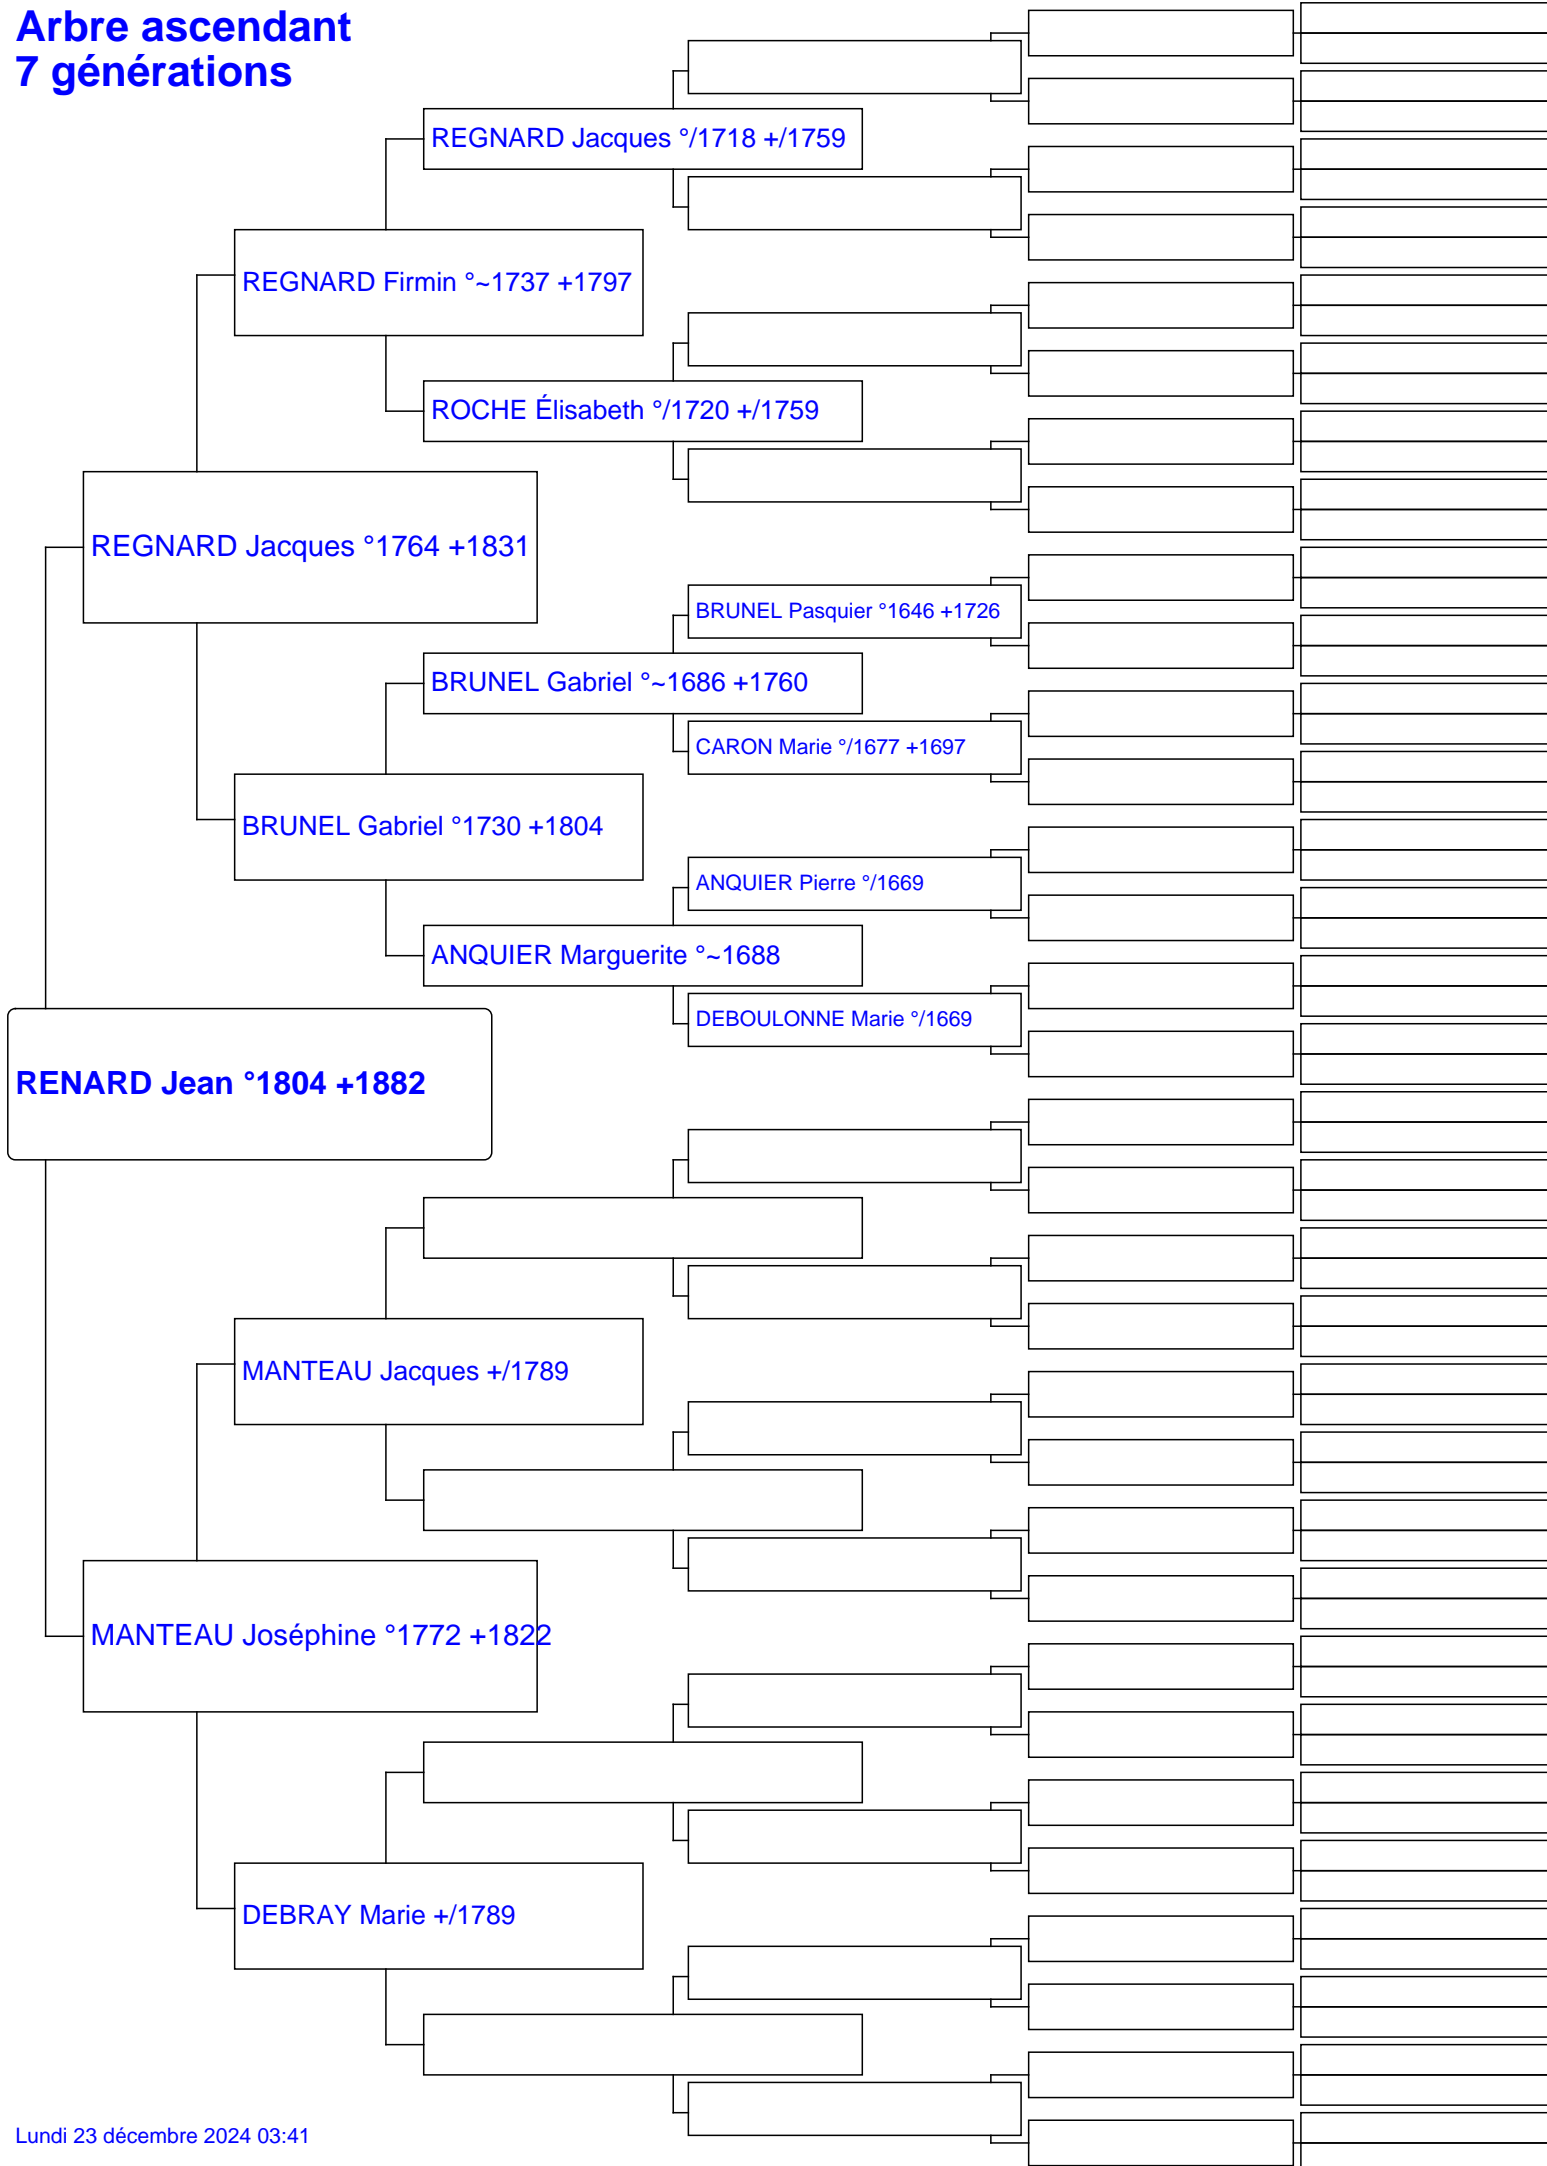 Arbre ascendant
7 générations
REGNARD Jacques °/1718 +/1759
REGNARD Firmin °~1737 +1797
ROCHE Élisabeth °/1720 +/1759
REGNARD Jacques °1764 +1831
BRUNEL Pasquier °1646 +1726
BRUNEL Gabriel °~1686 +1760
CARON Marie °/1677 +1697
BRUNEL Gabriel °1730 +1804
ANQUIER Pierre °/1669
ANQUIER Marguerite °~1688
DEBOULONNE Marie °/1669
RENARD Jean °1804 +1882
MANTEAU Jacques +/1789
MANTEAU Joséphine °1772 +1822
DEBRAY Marie +/1789
Lundi 23 décembre 2024 03:41